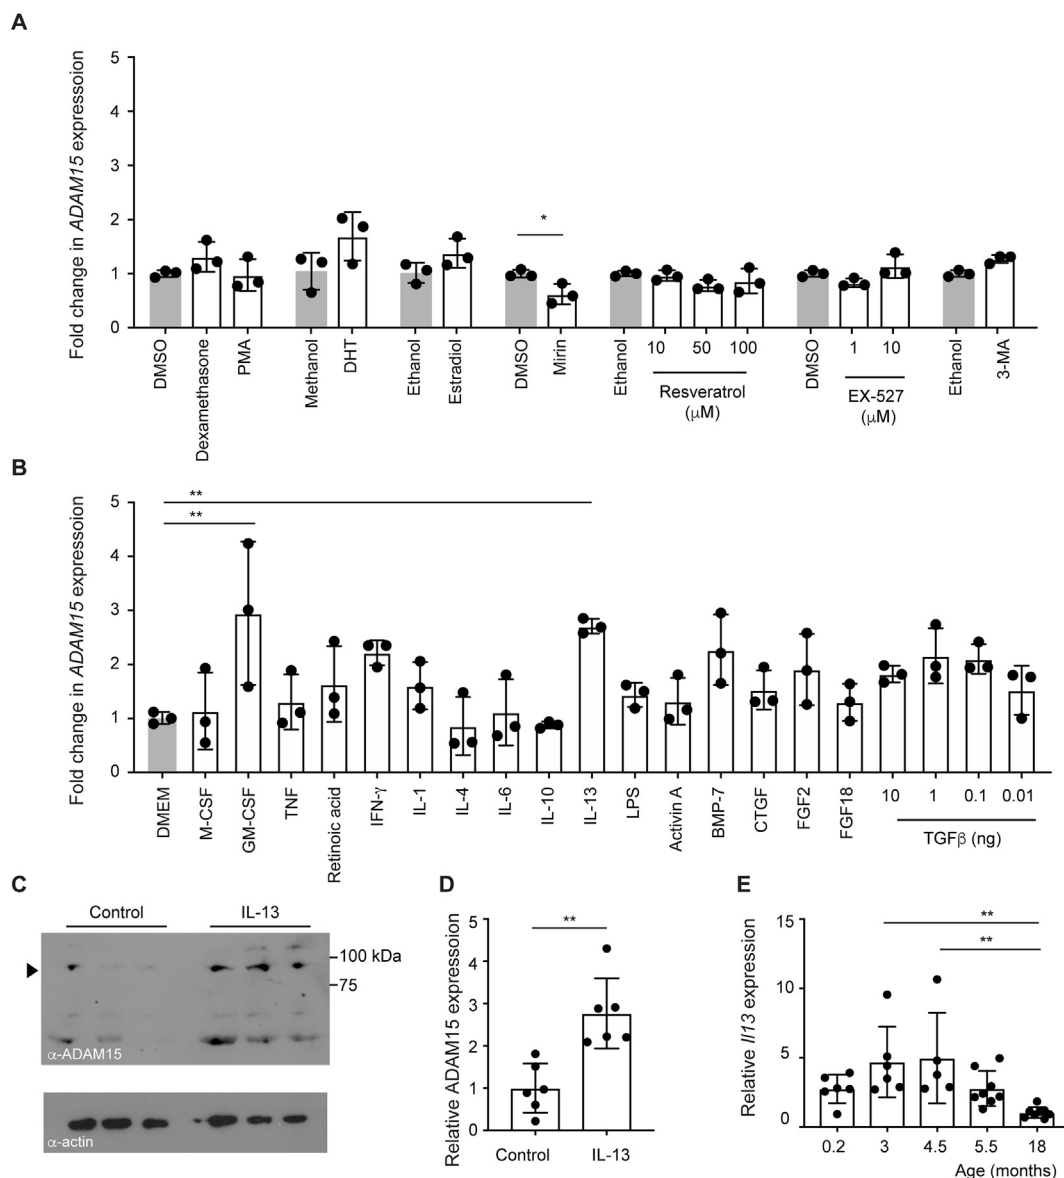 A
Fold change in ADAM15 expressoion
5
4
3
2
1
0
*
DMSO
Dexamethasone
PMA
Methanol
DHT
Ethanol
Estradiol
DMSO
Mirin
Ethanol
10
50
100
Resveratrol
(μM)
DMSO
1
10
EX-527
(μM)
Ethanol
3-MA
B
Fold change in ADAM15 expressoion
5
4
3
2
1
0
**
**
DMEM
M-CSF
GM-CSF
TNF
Retinoic acid
IFN-γ
IL-1
IL-4
IL-6
IL-10
IL-13
LPS
Activin A
BMP-7
CTGF
FGF2
FGF18
10
1
0.1
0.01
TGFβ (ng)
C
Control
IL-13
100 kDa
75
α-ADAM15
α-actin
D
Relative ADAM15 expressoion
5
4
3
2
1
0
**
Control
IL-13
E
Relative Il13 expressoion
15
10
5
0
**
**
0.2
3
4.5
5.5
18
Age (months)